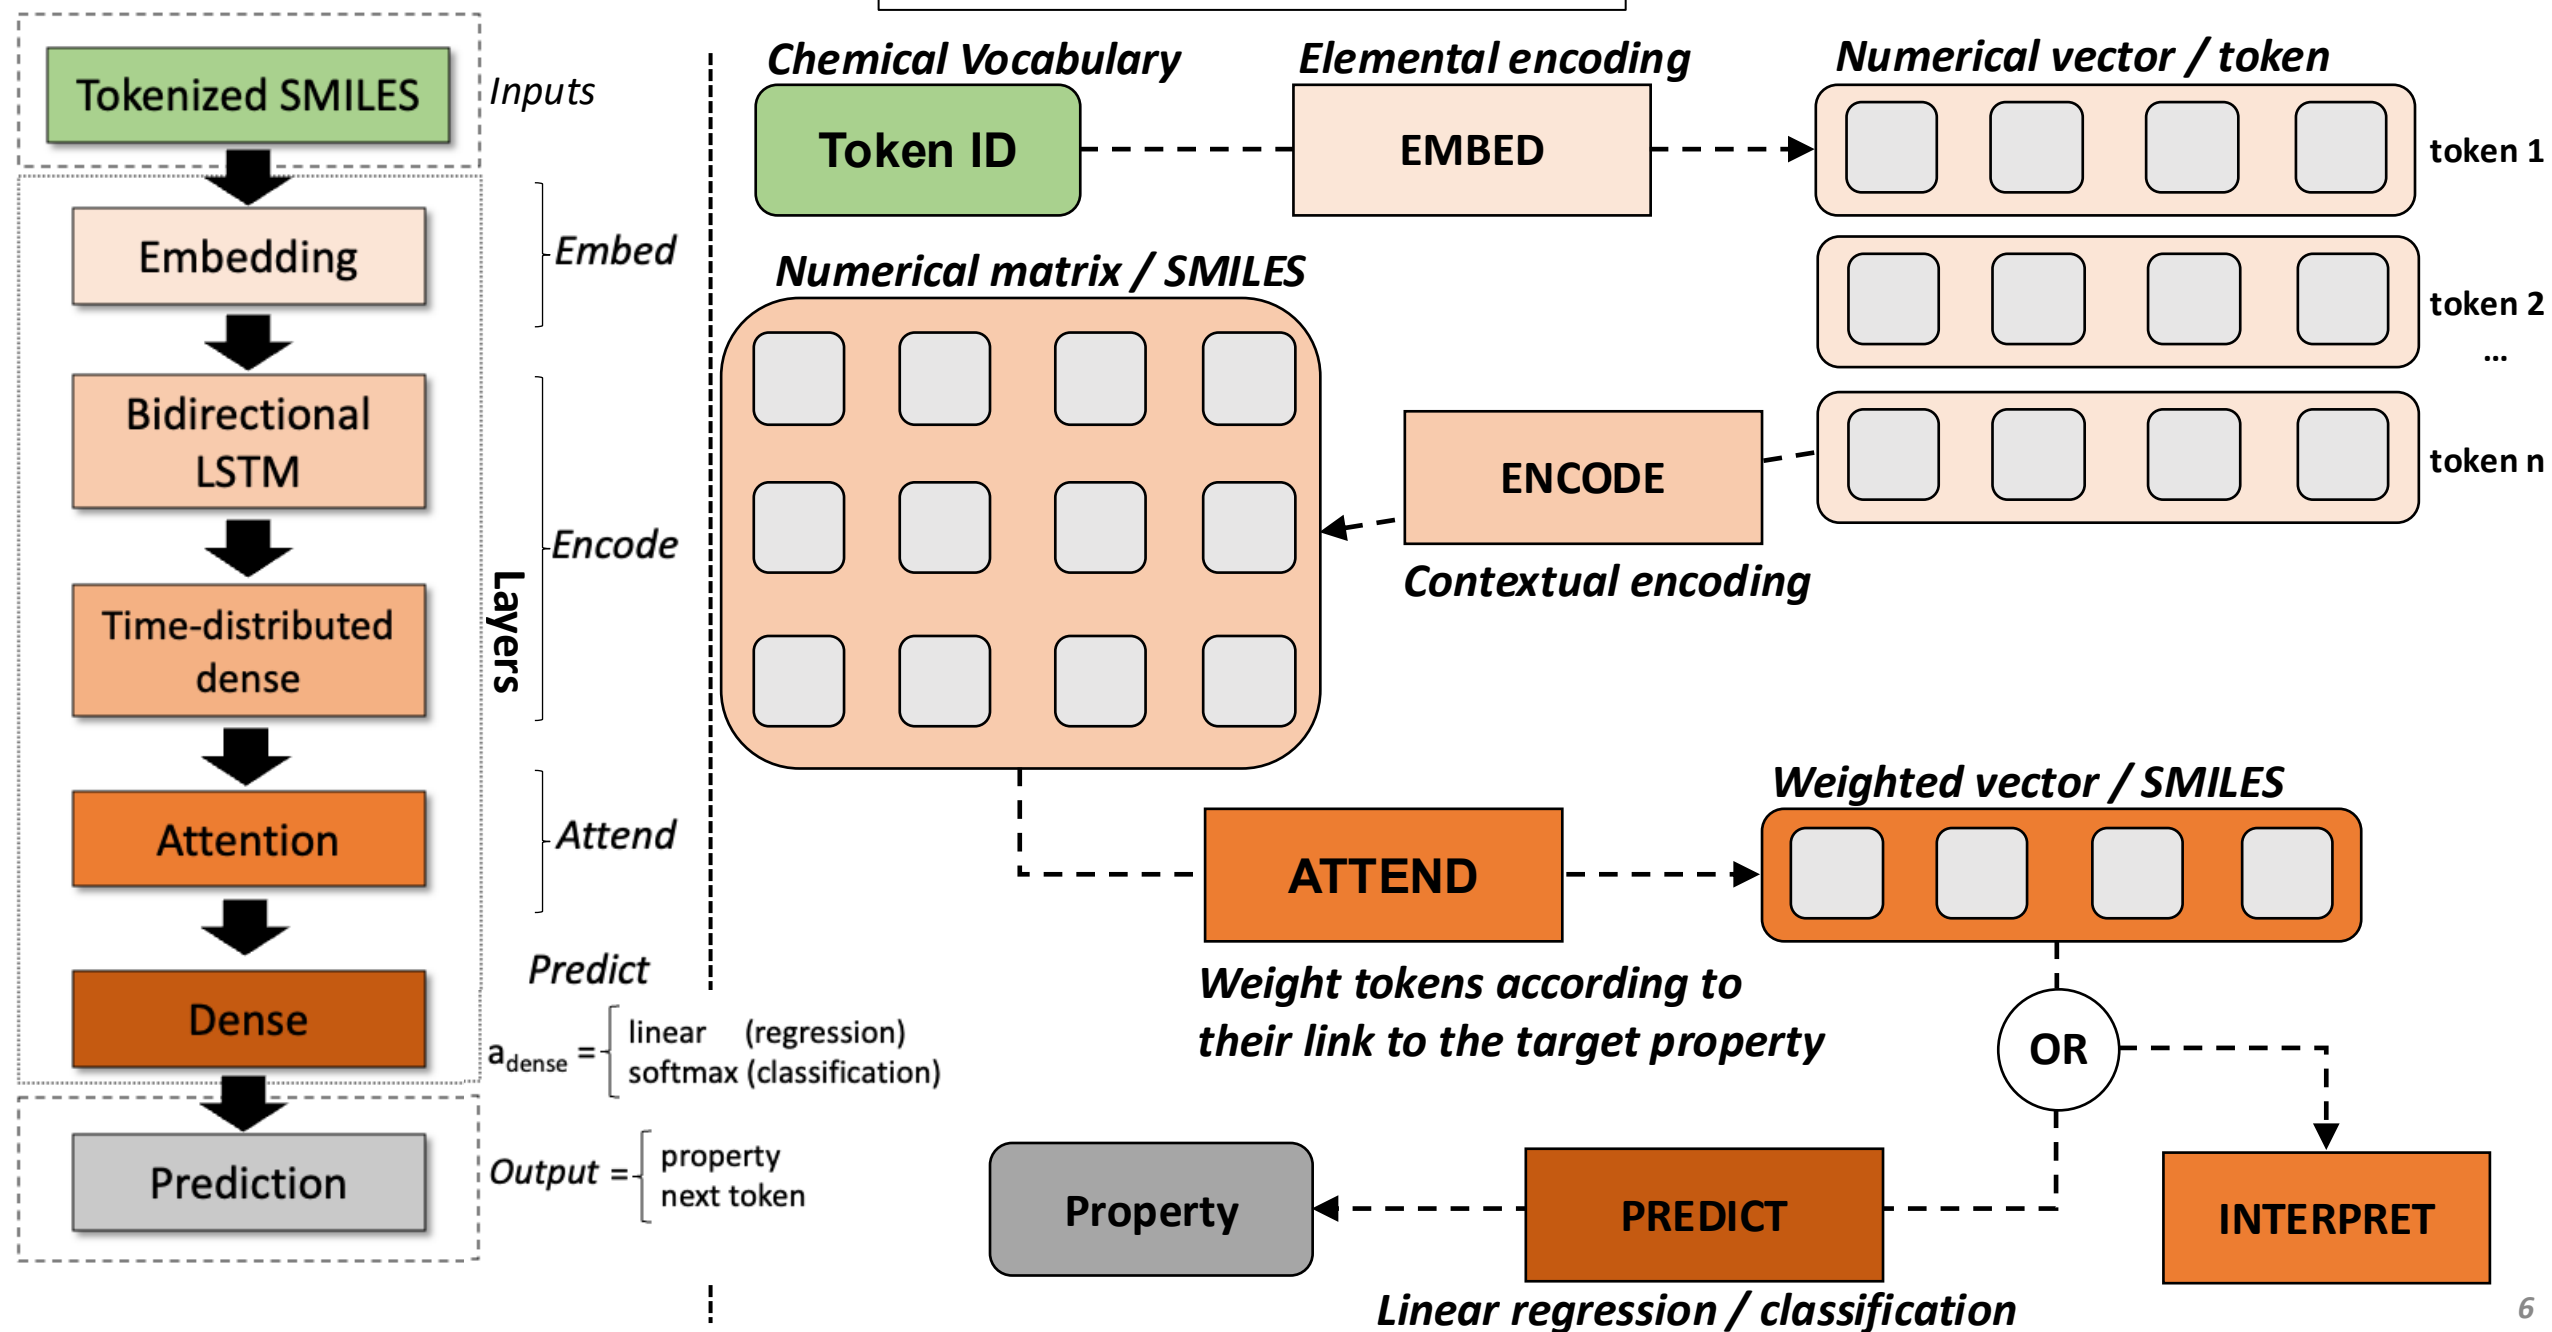 Tokenized SMILES
Inputs
Embedding
Embed
Bidirectional
LSTM
Encode
Time-distributed
dense
Layers
Attention
Attend
Predict
Dense
a_dense = linear (regression)
softmax (classification)
Prediction
Output = property
next token
Chemical Vocabulary
Token ID
Elemental encoding
EMBED
Numerical vector / token
token 1
token 2
...
token n
Numerical matrix / SMILES
ENCODE
Contextual encoding
ATTEND
Weight tokens according to
their link to the target property
Weighted vector / SMILES
OR
Property
PREDICT
Linear regression / classification
INTERPRET
6